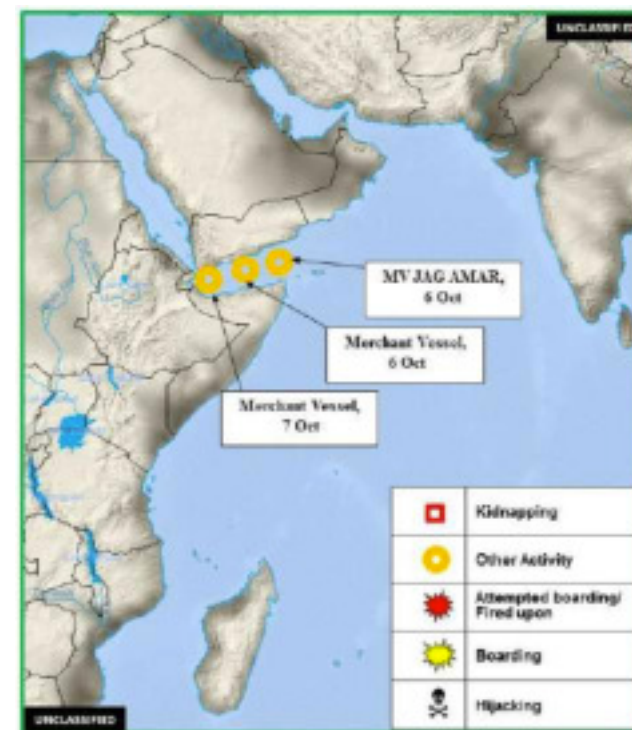 UNCLASSIFIED
MV JAG AMAR,
6 Oct
Merchant Vessel,
6 Oct
Merchant Vessel,
7 Oct
Kidnapping
Other Activity
Attempted boarding/
Fired upon
Boarding
Hijacking
UNCLASSIFIED